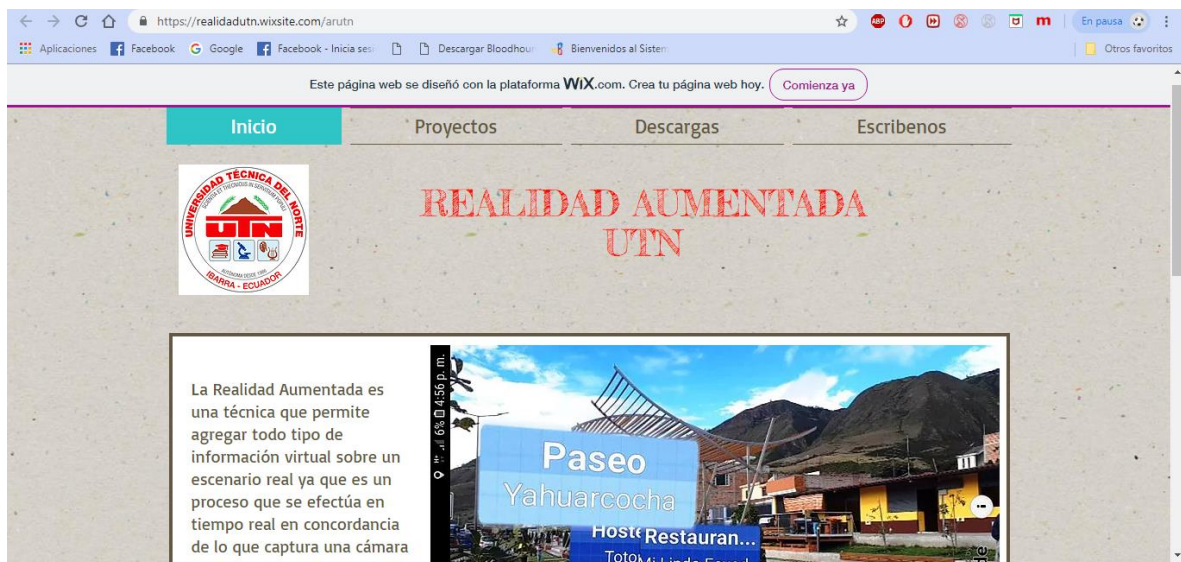 https://realidadutn.wixsite.com/arutn
ABP
m
En pausa
Aplicaciones
Facebook
Google
Facebook - Inicia sesi
Descargar Bloodhour
Bienvenidos al Sistem
Otros favoritos
Este página web se diseñó con la plataforma WiX.com. Crea tu página web hoy. Comienza ya
Inicio
Proyectos
Descargas
Escribenos
UNIVERSIDAD TÉCNICA DEL NORTE
UTN
IBARRA - ECUADOR
REALIDAD AUMENTADA
UTN
La Realidad Aumentada es
una técnica que permite
agregar todo tipo de
información virtual sobre un
escenario real ya que es un
proceso que se efectúa en
tiempo real en concordancia
de lo que captura una cámara
6% 4:56 p. m.
Paseo
Yahuarcocha
Hoste
Restauran...